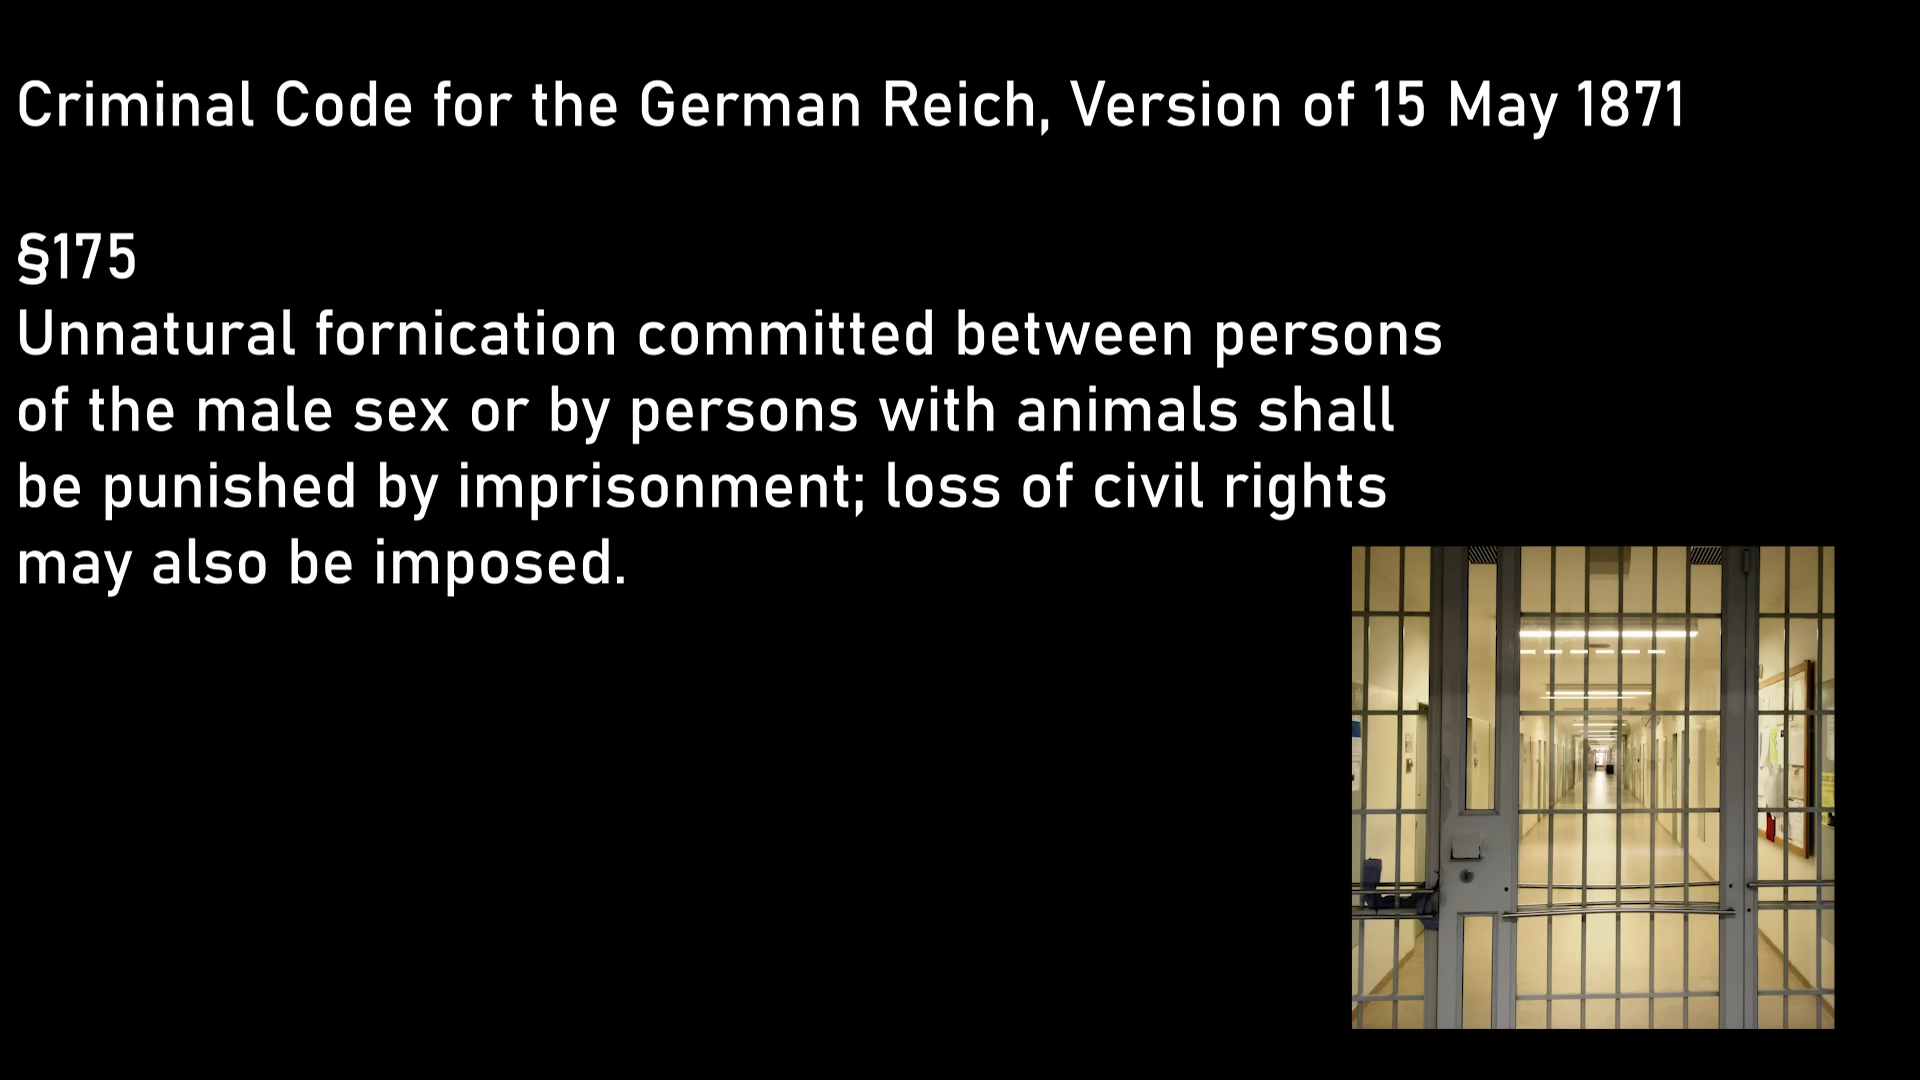 Criminal Code for the German Reich, Version of 15 May 1871
§175
Unnatural fornication committed between persons
of the male sex or by persons with animals shall
be punished by imprisonment; loss of civil rights
may also be imposed.